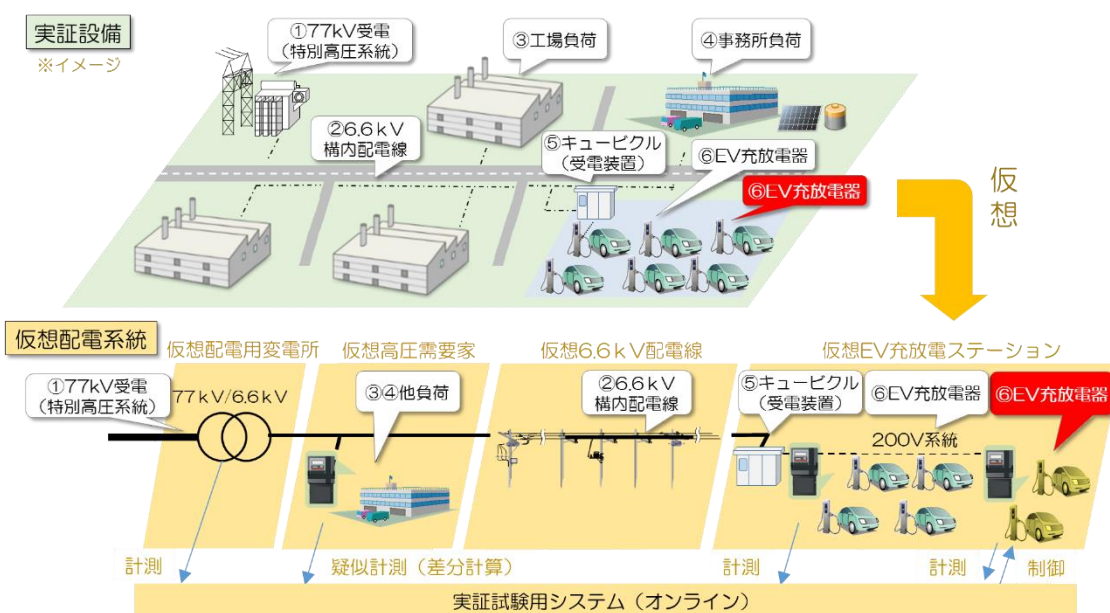 実証設備
※イメージ
①77kV受電
（特別高圧系統）
③工場負荷
④事務所負荷
②6.6ｋV
構内配電線
⑤キュービクル
（受電装置）
⑥EV充放電器
⑥EV充放電器
仮想
仮想配電系統
仮想配電用変電所
仮想高圧需要家
仮想6.6ｋV配電線
仮想EV充放電ステーション
①77kV受電
（特別高圧系統）
77ｋV/6.6ｋV
③④他負荷
②6.6ｋV
構内配電線
⑤キュービクル
（受電装置）
⑥EV充放電器
⑥EV充放電器
200V系統
計測
疑似計測（差分計算）
計測
計測
制御
実証試験用システム（オンライン）